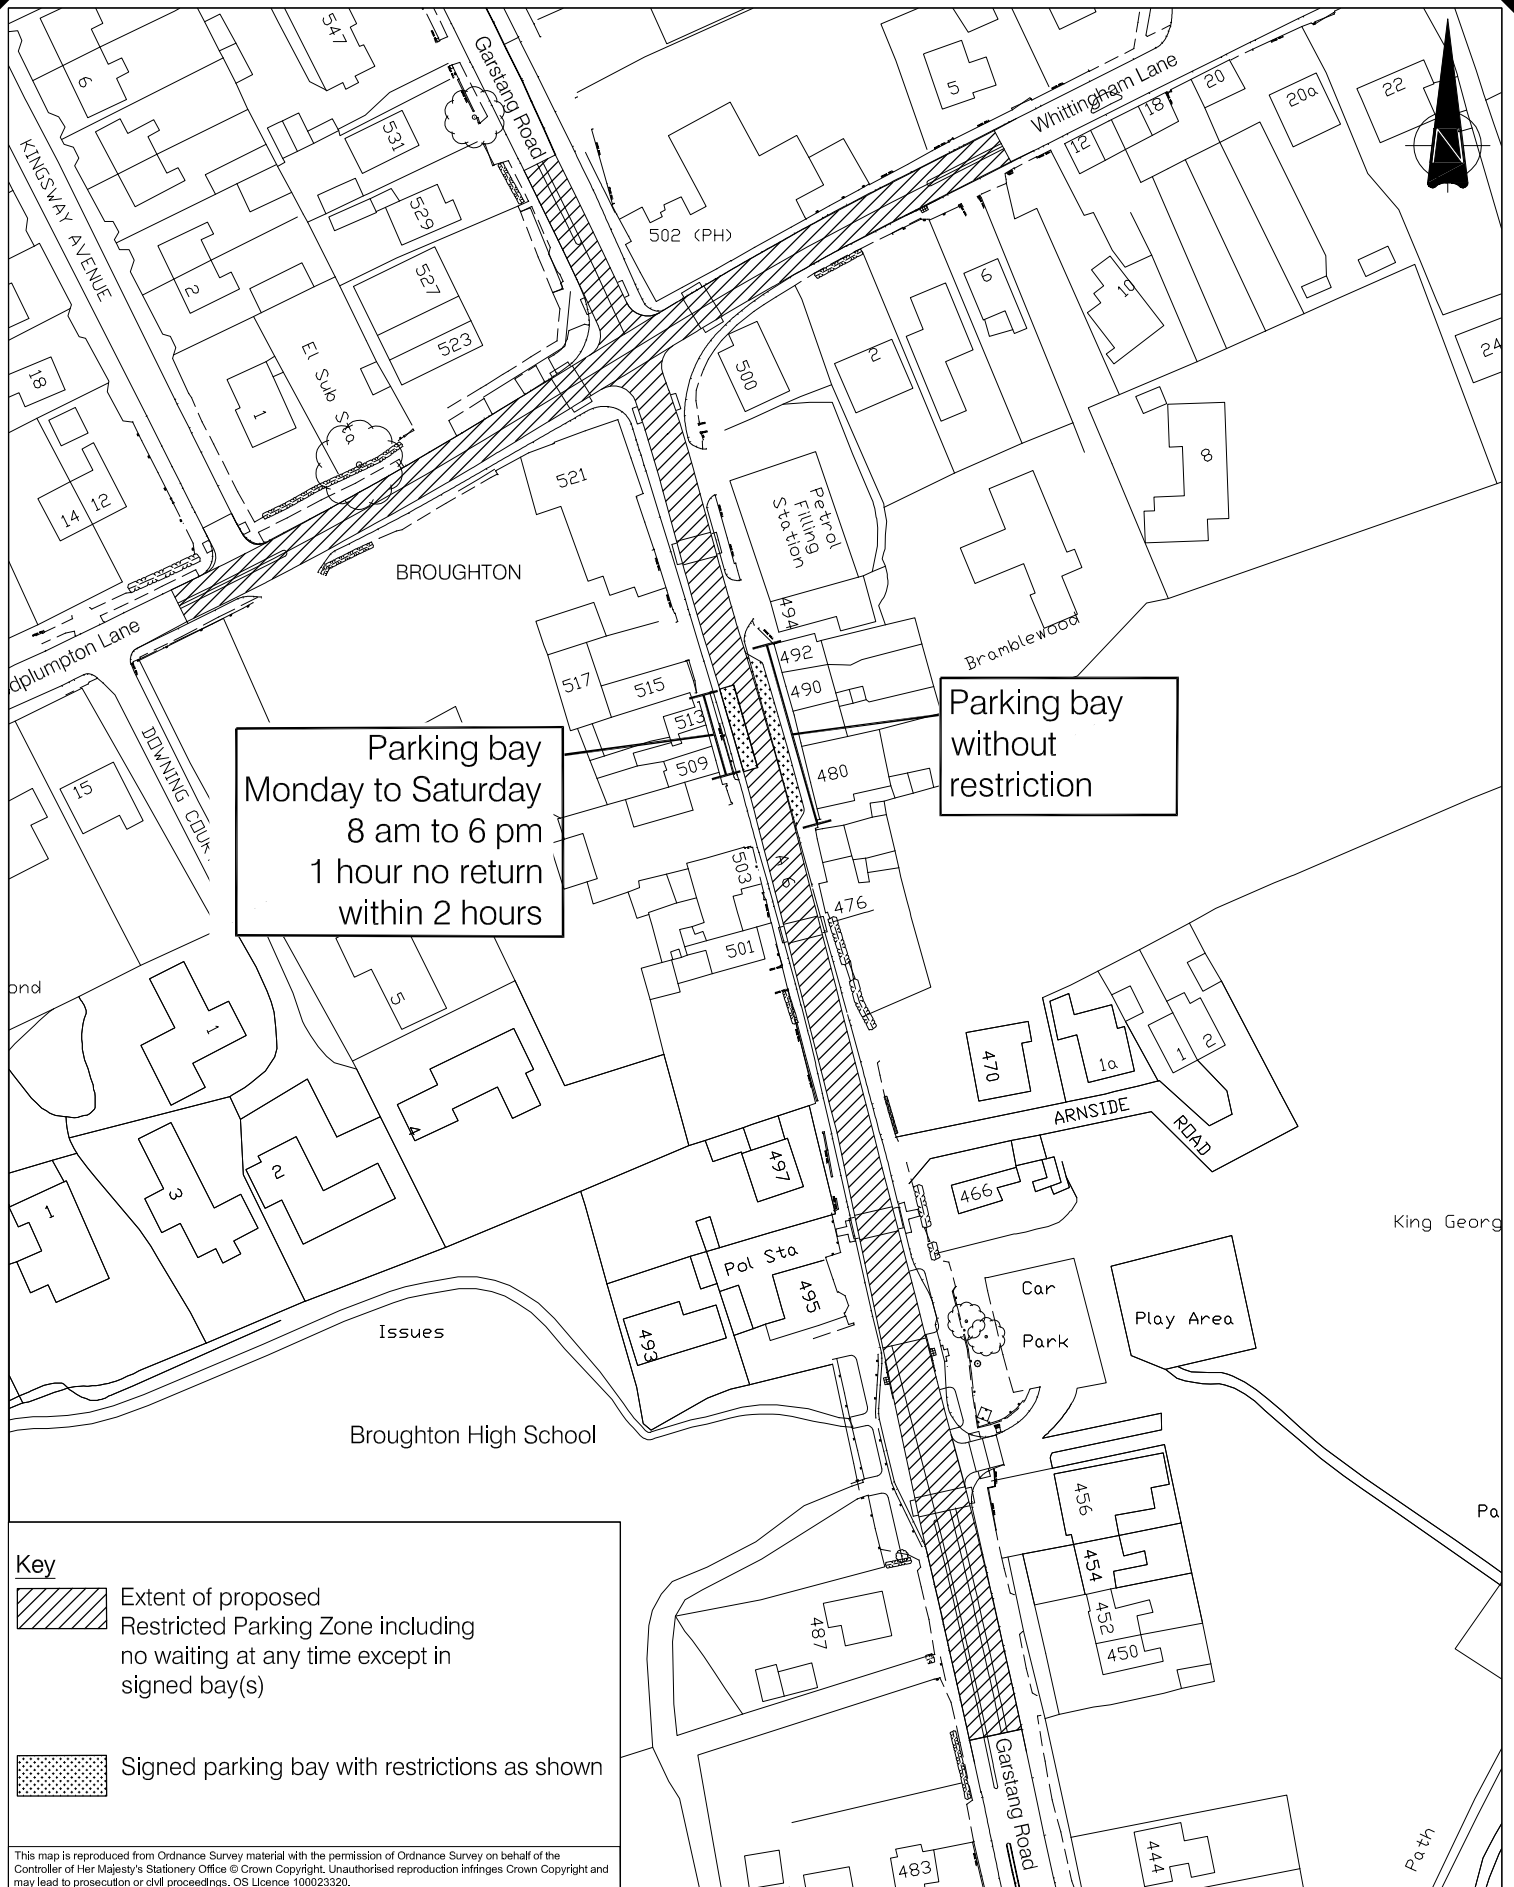 547
6
Garstang Road
Whittingham Lane
5
20
20a
22
18
12
KINGSWAY AVENUE
531
529
502 (PH)
N
2
527
523
6
10
500
2
24
18
El Sub Sta
1
8
521
Petrol
Filling
Station
14
12
BROUGHTON
494
dplumpton Lane
492
Bramblewood
517
515
490
513
509
480
Parking bay
without
restriction
Parking bay
Monday to Saturday
8 am to 6 pm
1 hour no return
within 2 hours
DOWNING COUR
15
503
A 6
476
501
ond
5
1
470
1a
1
2
4
ARNSIDE
ROAD
497
3
2
466
1
King Georg
Pol Sta
495
Car
Park
Play Area
Issues
493
Broughton High School
456
Pa
454
452
450
487
Key
Extent of proposed
Restricted Parking Zone including
no waiting at any time except in
signed bay(s)
Signed parking bay with restrictions as shown
Garstang Road
483
444
Path
This map is reproduced from Ordnance Survey material with the permission of Ordnance Survey on behalf of the
Controller of Her Majesty's Stationery Office © Crown Copyright. Unauthorised reproduction infringes Crown Copyright and
may lead to prosecution or civil proceedings. OS Licence 100023320.